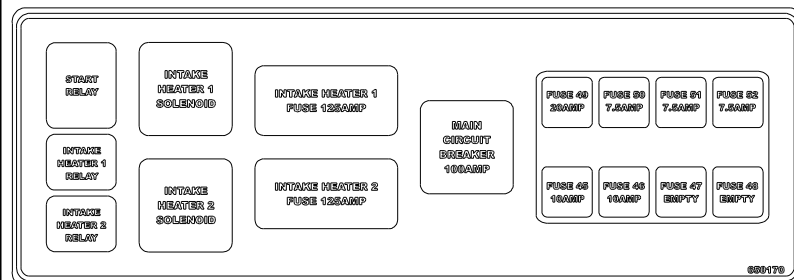 START
RELAY
INTAKE
HEATER 1
RELAY
INTAKE
HEATER 2
RELAY
INTAKE
HEATER 1
SOLENOID
INTAKE
HEATER 2
SOLENOID
INTAKE HEATER 1
FUSE 125AMP
INTAKE HEATER 2
FUSE 125AMP
MAIN
CIRCUIT
BREAKER
100AMP
FUSE 49
20AMP
FUSE 50
7.5AMP
FUSE 51
7.5AMP
FUSE 52
7.5AMP
FUSE 45
10AMP
FUSE 46
10AMP
FUSE 47
EMPTY
FUSE 48
EMPTY
650170